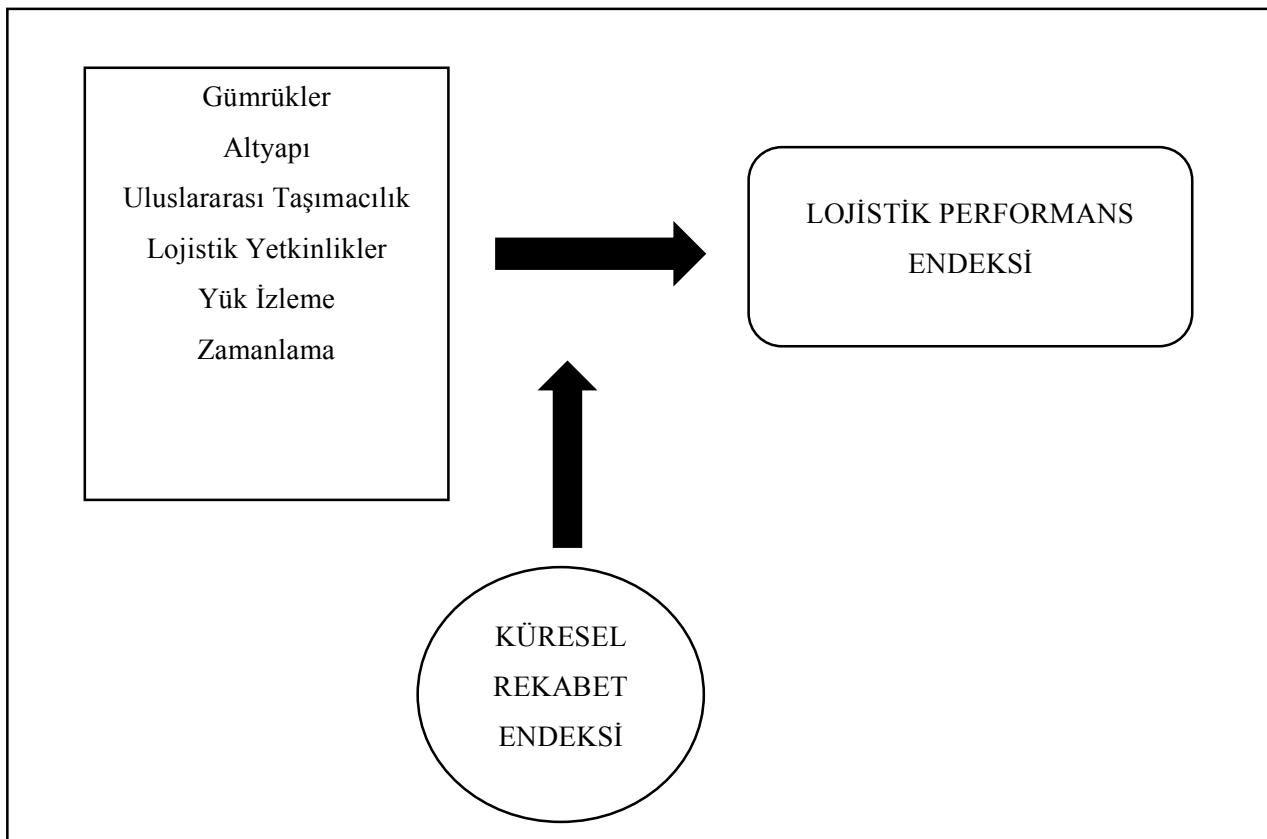 Gümrükler
Altyapı
Uluslararası Taşımacılık
Lojistik Yetkinlikler
Yük İzleme
Zamanlama
LOJİSTİK PERFORMANS
ENDEKSİ
KÜRESEL
REKABET
ENDEKSİ